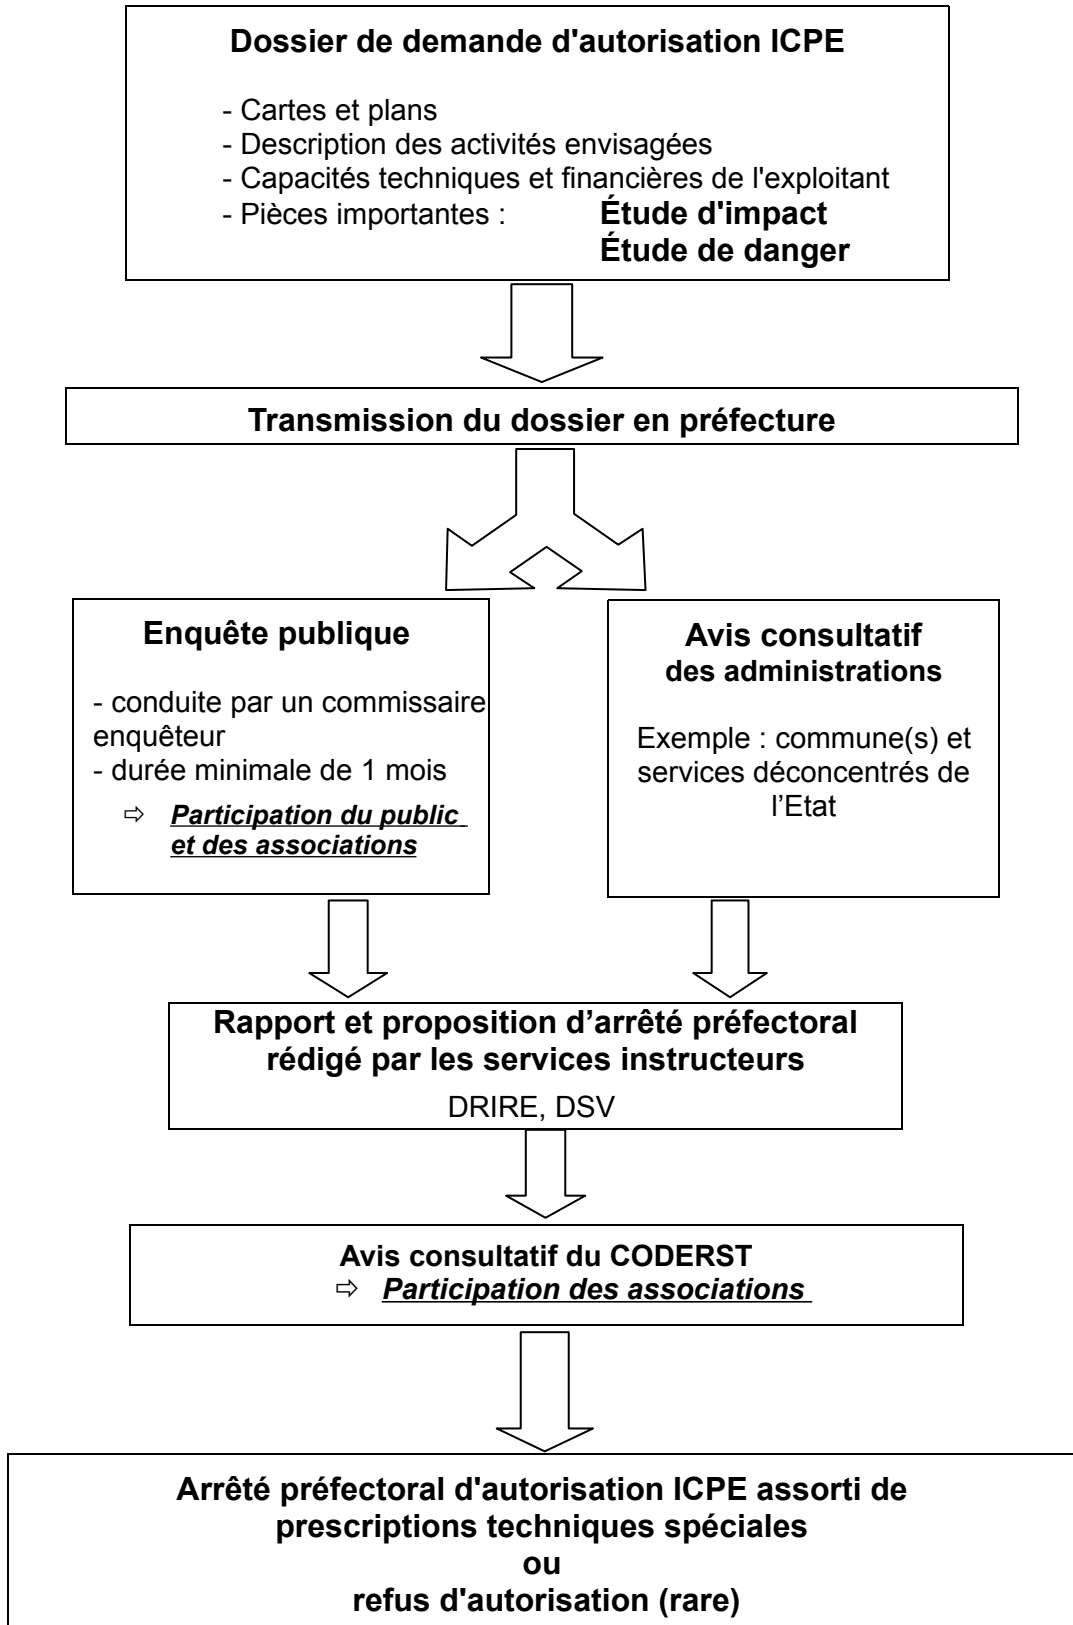 Dossier de demande d'autorisation ICPE
- Cartes et plans
- Description des activités envisagées
- Capacités techniques et financières de l'exploitant
- Pièces importantes : Étude d'impact
Étude de danger
Transmission du dossier en préfecture
Enquête publique
- conduite par un commissaire
enquêteur
- durée minimale de 1 mois
⇨ Participation du public
et des associations
Avis consultatif
des administrations
Exemple : commune(s) et
services déconcentrés de
l’Etat
Rapport et proposition d’arrêté préfectoral
rédigé par les services instructeurs
DRIRE, DSV
Avis consultatif du CODERST
⇨ Participation des associations
Arrêté préfectoral d'autorisation ICPE assorti de
prescriptions techniques spéciales
ou
refus d'autorisation (rare)